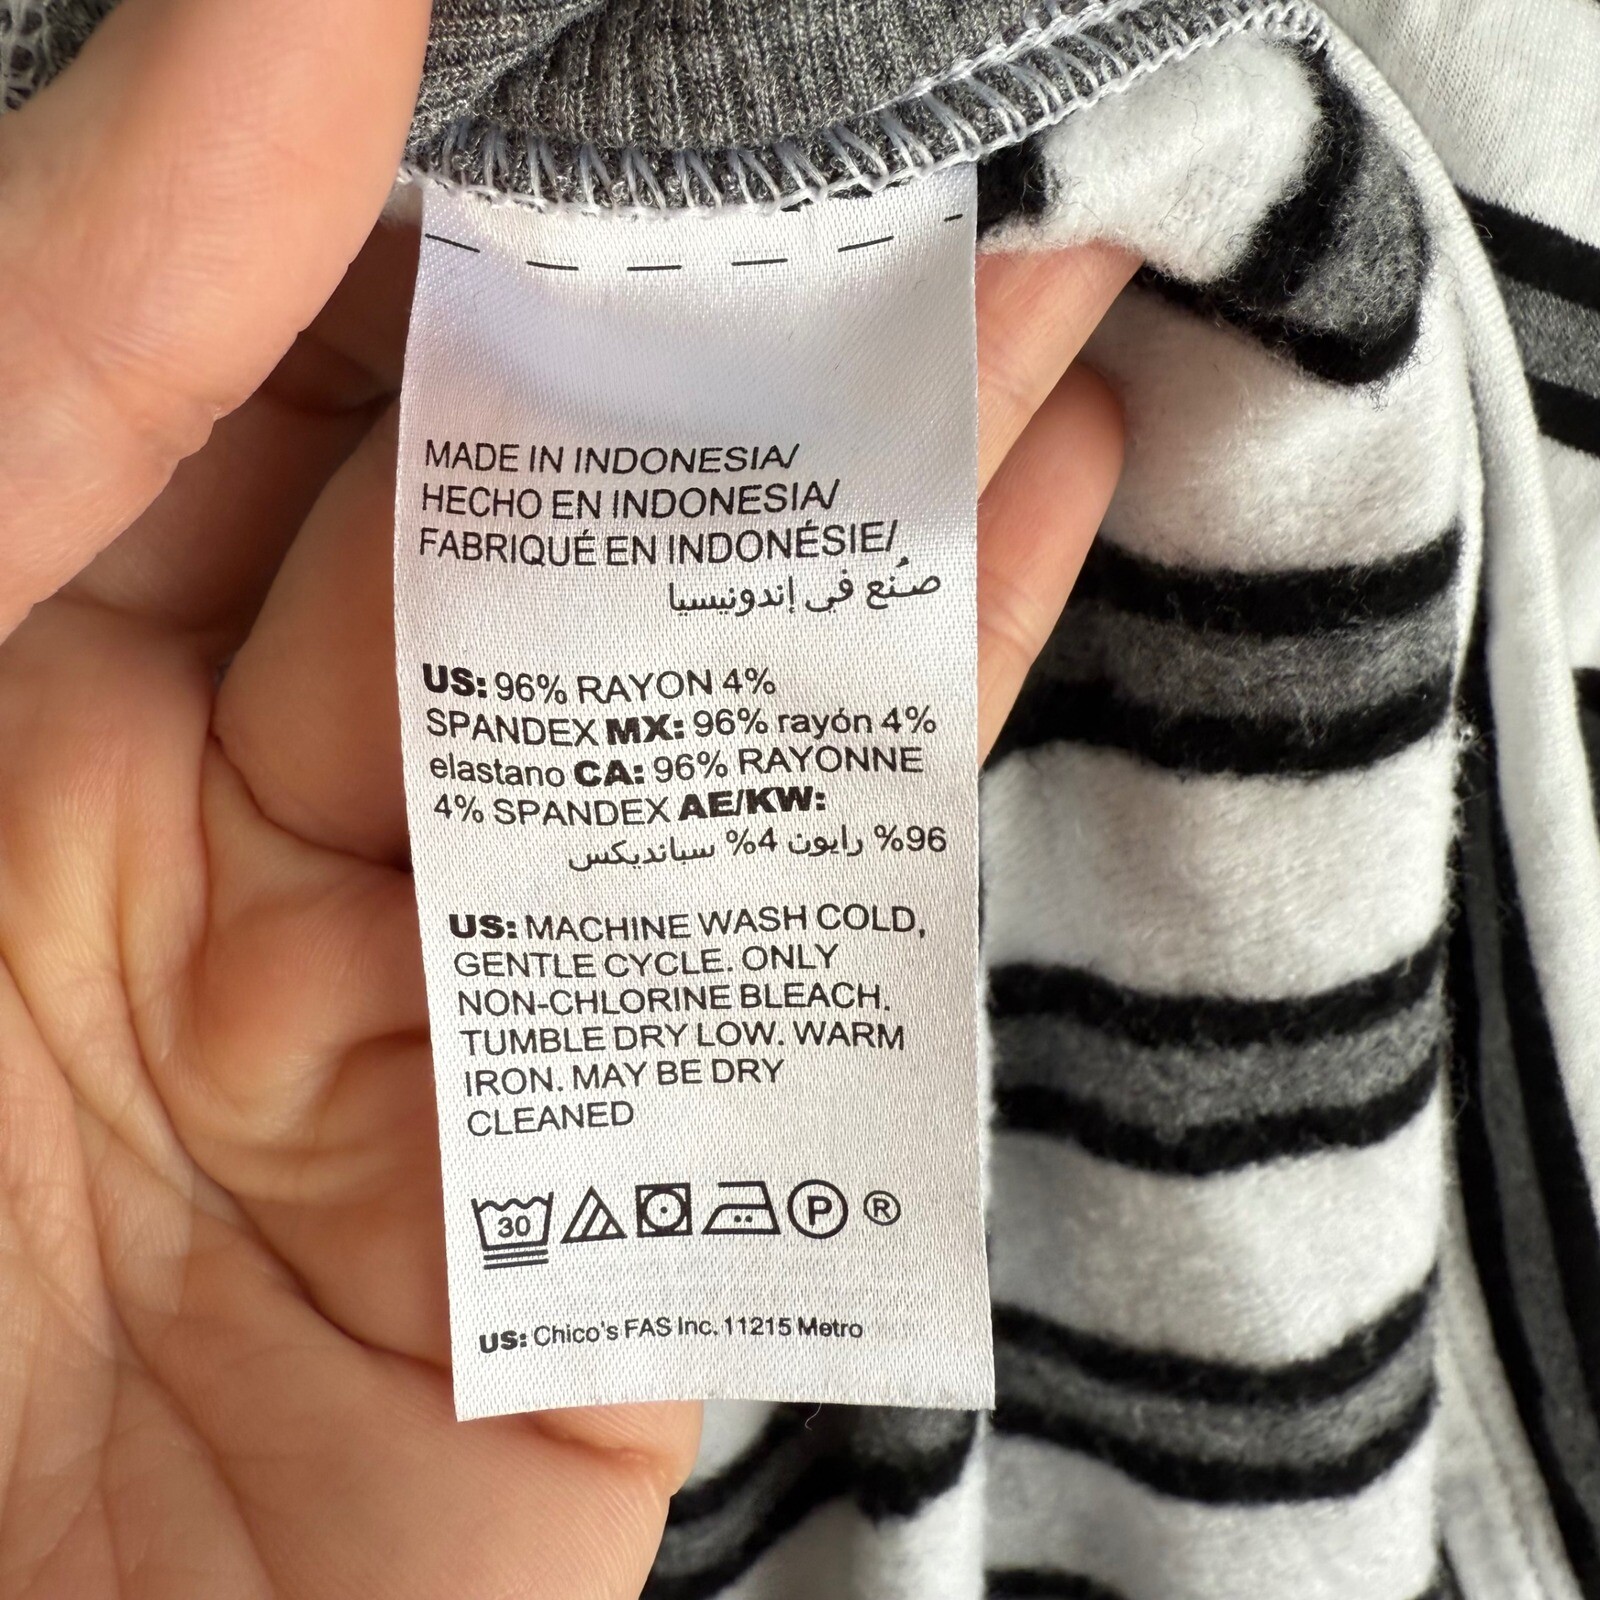 MADE IN INDONESIA/
HECHO EN INDONESIA/
FABRIQUÉ EN INDONÉSIE/
صُنع في إندونيسيا
US: 96% RAYON 4%
SPANDEX MX: 96% rayón 4%
elastano CA: 96% RAYONNE
4% SPANDEX AE/KW:
96% رايون 4% سبانديكس
US: MACHINE WASH COLD,
GENTLE CYCLE. ONLY
NON-CHLORINE BLEACH.
TUMBLE DRY LOW. WARM
IRON. MAY BE DRY
CLEANED
30 P ®
US: Chico's FAS Inc. 11215 Metro